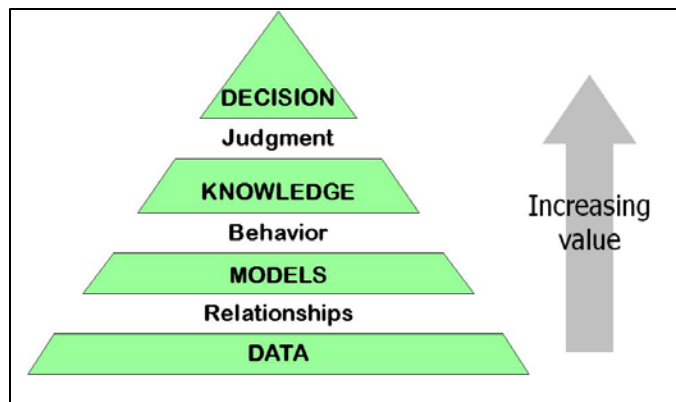 DECISION
Judgment
KNOWLEDGE
Behavior
MODELS
Relationships
DATA
Increasing
value